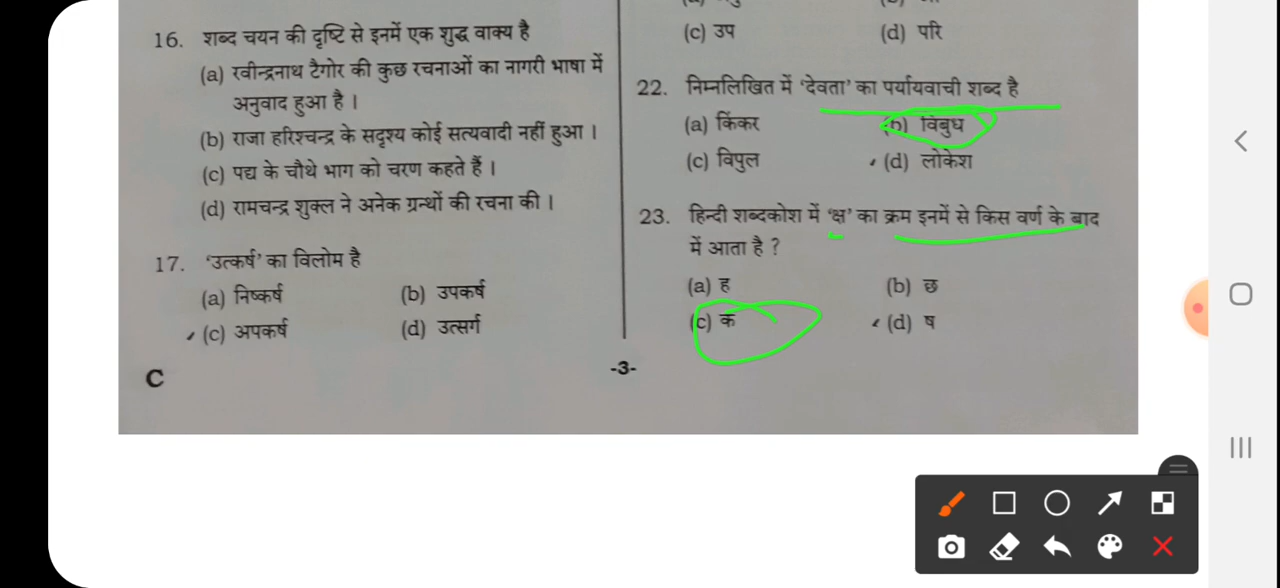 16. शब्द चयन की दृष्टि से इनमें एक शुद्ध वाक्य है
(a) रवीन्द्रनाथ टैगोर की कुछ रचनाओं का नागरी भाषा में
अनुवाद हुआ है ।
(b) राजा हरिश्चन्द्र के सदृश्य कोई सत्यवादी नहीं हुआ ।
(c) पद्य के चौथे भाग को चरण कहते हैं ।
(d) रामचन्द्र शुक्ल ने अनेक ग्रन्थों की रचना की ।
17. 'उत्कर्ष' का विलोम है
(a) निष्कर्ष (b) उपकर्ष
(c) अपकर्ष (d) उत्सर्ग
C
-3-
(c) उप (d) परि
22. निम्नलिखित में 'देवता' का पर्यायवाची शब्द है
(a) किंकर (b) विबुध
(c) विपुल (d) लोकेश
23. हिन्दी शब्दकोश में 'क्ष' का क्रम इनमें से किस वर्ण के बाद
में आता है ?
(a) ह (b) छ
(c) क (d) ष